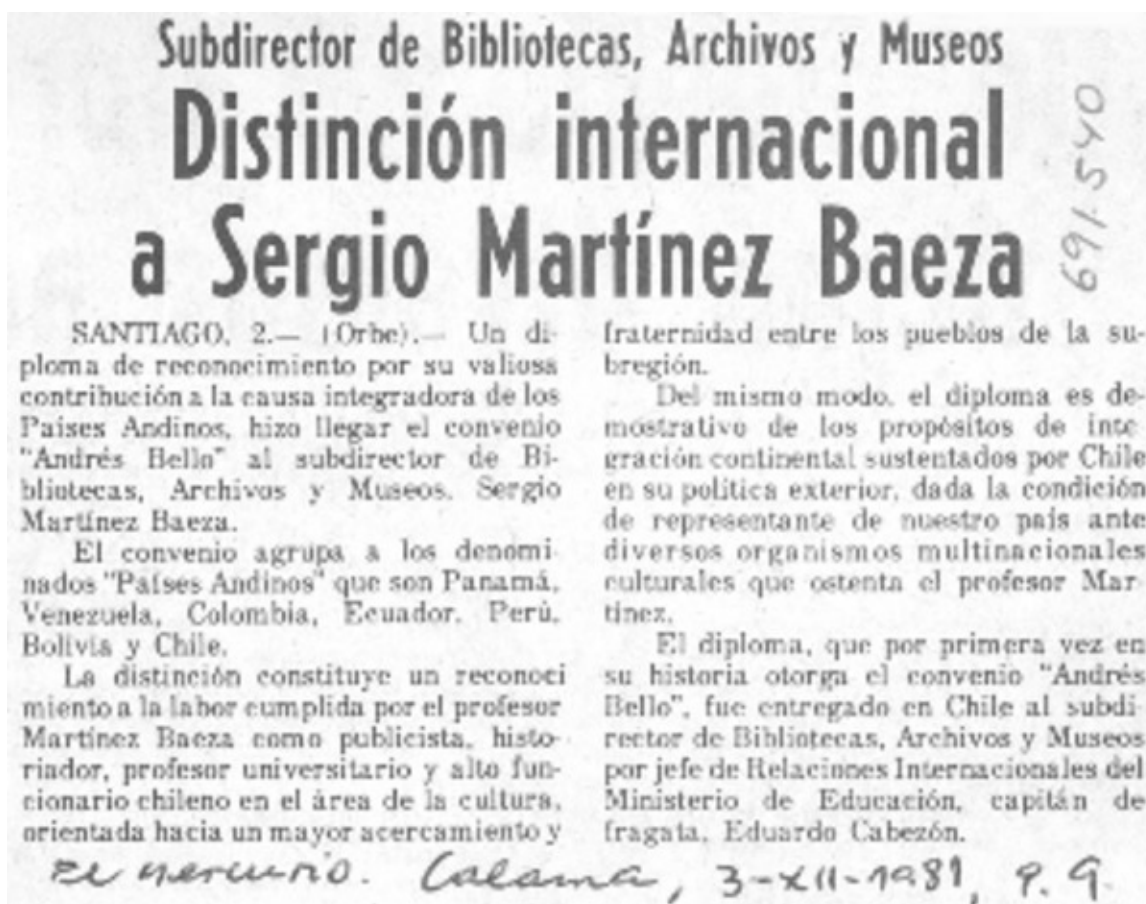 Subdirector de Bibliotecas, Archivos y Museos
Distinción internacional
a Sergio Martínez Baeza
691.540
SANTIAGO, 2.— (Orbe).— Un di-
ploma de reconocimiento por su valiosa
contribución a la causa integradora de los
Países Andinos, hizo llegar el convenio
"Andrés Bello" al subdirector de Bi-
bliotecas, Archivos y Museos, Sergio
Martínez Baeza.
El convenio agrupa a los denomi-
nados "Países Andinos" que son Panamá,
Venezuela, Colombia, Ecuador, Perú,
Bolivia y Chile.
La distinción constituye un reconoci
miento a la labor cumplida por el profesor
Martínez Baeza como publicista, histo-
riador, profesor universitario y alto fun-
cionario chileno en el área de la cultura,
orientada hacia un mayor acercamiento y
fraternidad entre los pueblos de la su-
bregión.
Del mismo modo, el diploma es de-
mostrativo de los propósitos de inte
gración continental sustentados por Chile
en su política exterior, dada la condición
de representante de nuestro país ante
diversos organismos multinacionales
culturales que ostenta el profesor Mar
tínez.
El diploma, que por primera vez en
su historia otorga el convenio "Andrés
Bello", fue entregado en Chile al subdi-
rector de Bibliotecas, Archivos y Museos
por jefe de Relaciones Internacionales del
Ministerio de Educación, capitán de
fragata, Eduardo Cabezón.
El Mercurio. Calama, 3-XII-1981, P. 9.